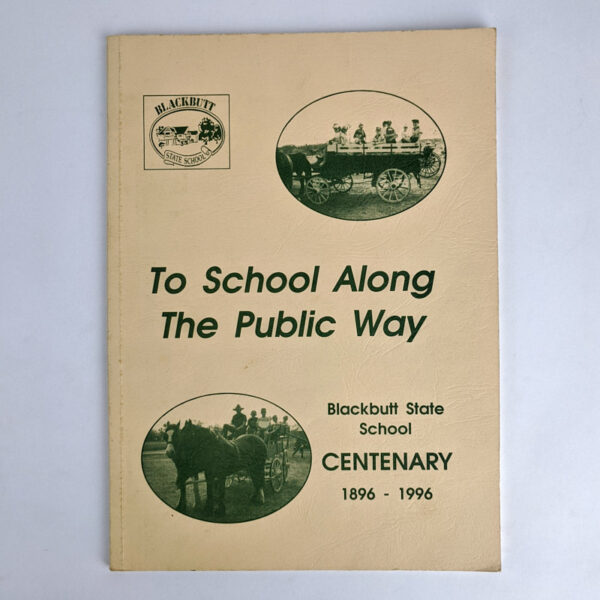 BLACKBUTT
STATE SCHOOL
To School Along
The Public Way
Blackbutt State
School
CENTENARY
1896 - 1996